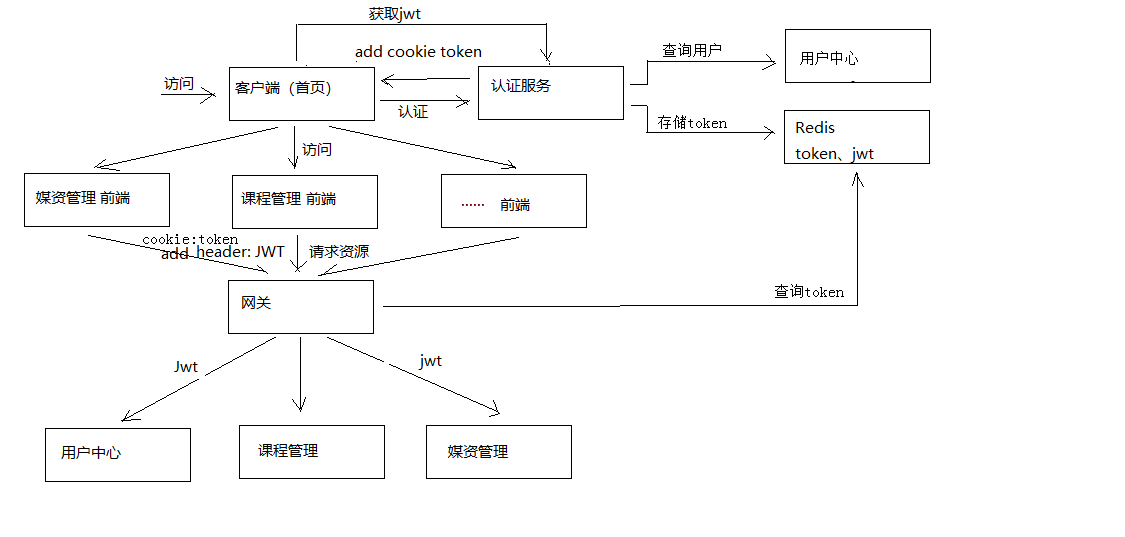 获取jwt
add cookie token
查询用户
用户中心
访问
客户端（首页）
认证服务
认证
存储token
Redis
token、jwt
访问
媒资管理 前端
课程管理 前端
...... 前端
cookie:token
add header: JWT
请求资源
网关
查询token
Jwt
jwt
用户中心
课程管理
媒资管理